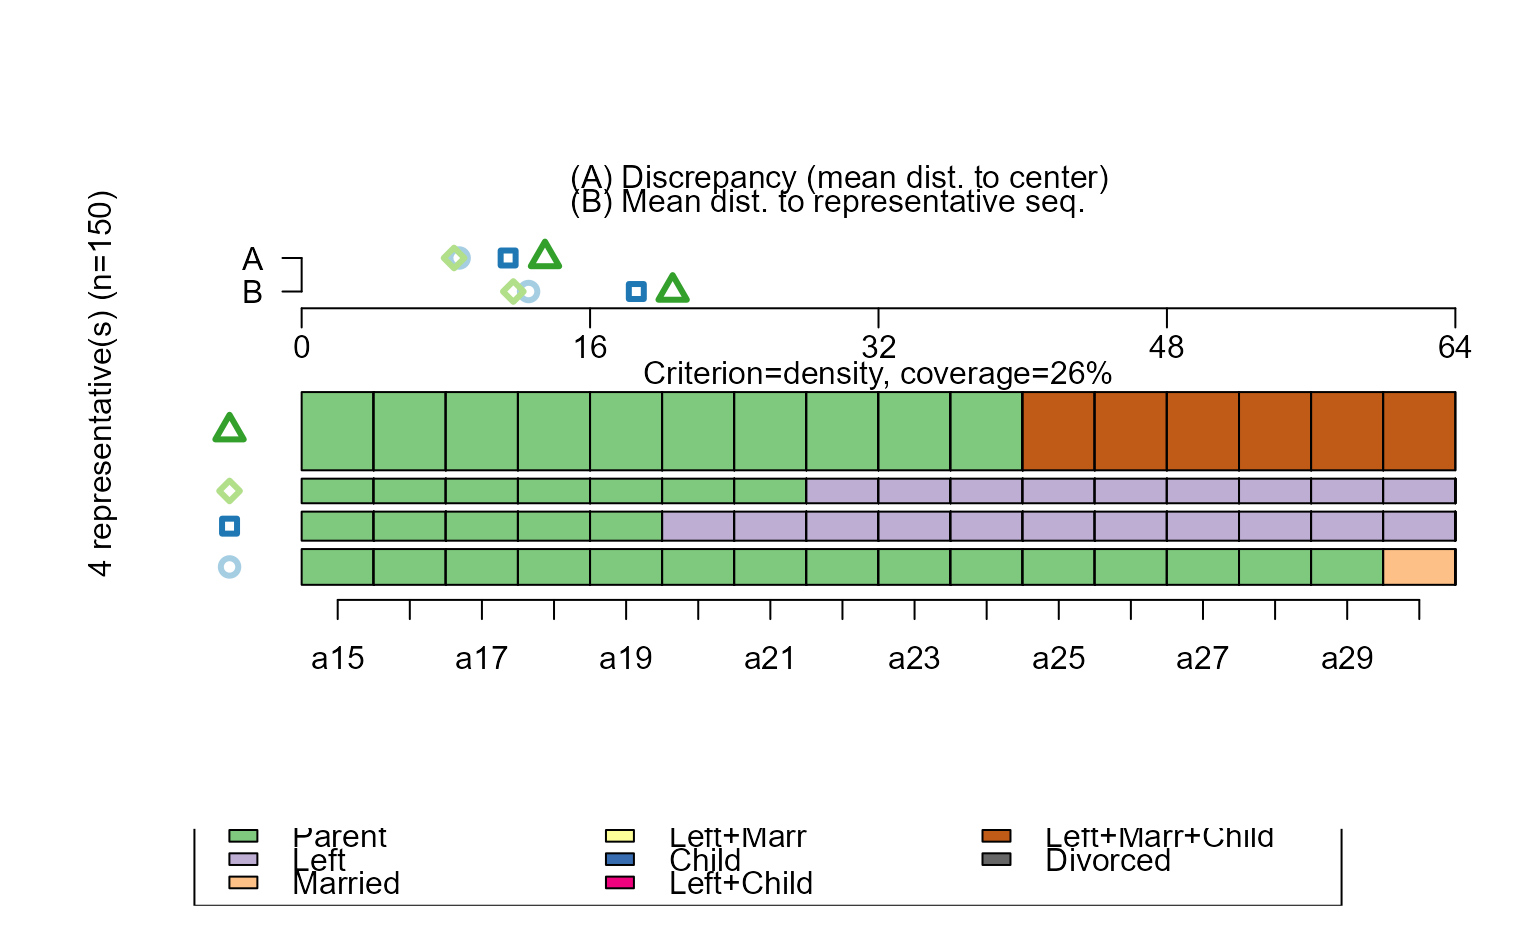 (A) Discrepancy (mean dist. to center)
(B) Mean dist. to representative seq.
4 representative(s) (n=150)
A
B
0 16 32 48 64
Criterion=density, coverage=26%
a15 a17 a19 a21 a23 a25 a27 a29
Parent Left+Marr Left+Marr+Child
Left Child Divorced
Married Left+Child